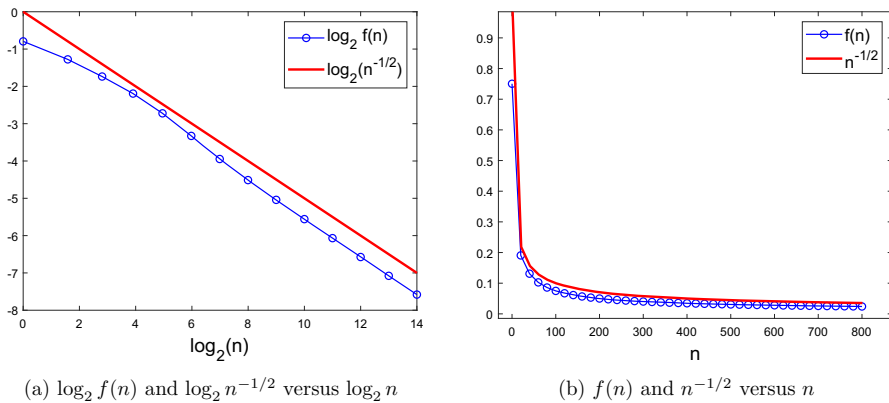 0
-1
-2
-3
-4
-5
-6
-7
-8
0 2 4 6 8 10 12 14
log₂(n)
log₂ f(n)
log₂(n⁻¹/²)
(a) log₂ f(n) and log₂ n⁻¹/² versus log₂ n
0.9
0.8
0.7
0.6
0.5
0.4
0.3
0.2
0.1
0
0 100 200 300 400 500 600 700 800
n
f(n)
n⁻¹/²
(b) f(n) and n⁻¹/² versus n